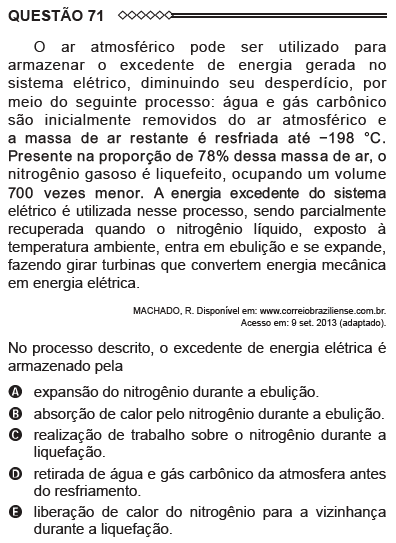 QUESTÃO 71
O ar atmosférico pode ser utilizado para
armazenar o excedente de energia gerada no
sistema elétrico, diminuindo seu desperdício, por
meio do seguinte processo: água e gás carbônico
são inicialmente removidos do ar atmosférico e
a massa de ar restante é resfriada até −198 °C.
Presente na proporção de 78% dessa massa de ar, o
nitrogênio gasoso é liquefeito, ocupando um volume
700 vezes menor. A energia excedente do sistema
elétrico é utilizada nesse processo, sendo parcialmente
recuperada quando o nitrogênio líquido, exposto à
temperatura ambiente, entra em ebulição e se expande,
fazendo girar turbinas que convertem energia mecânica
em energia elétrica.
MACHADO, R. Disponível em: www.correiobraziliense.com.br.
Acesso em: 9 set. 2013 (adaptado).
No processo descrito, o excedente de energia elétrica é
armazenado pela
A expansão do nitrogênio durante a ebulição.
B absorção de calor pelo nitrogênio durante a ebulição.
C realização de trabalho sobre o nitrogênio durante a
liquefação.
D retirada de água e gás carbônico da atmosfera antes
do resfriamento.
E liberação de calor do nitrogênio para a vizinhança
durante a liquefação.